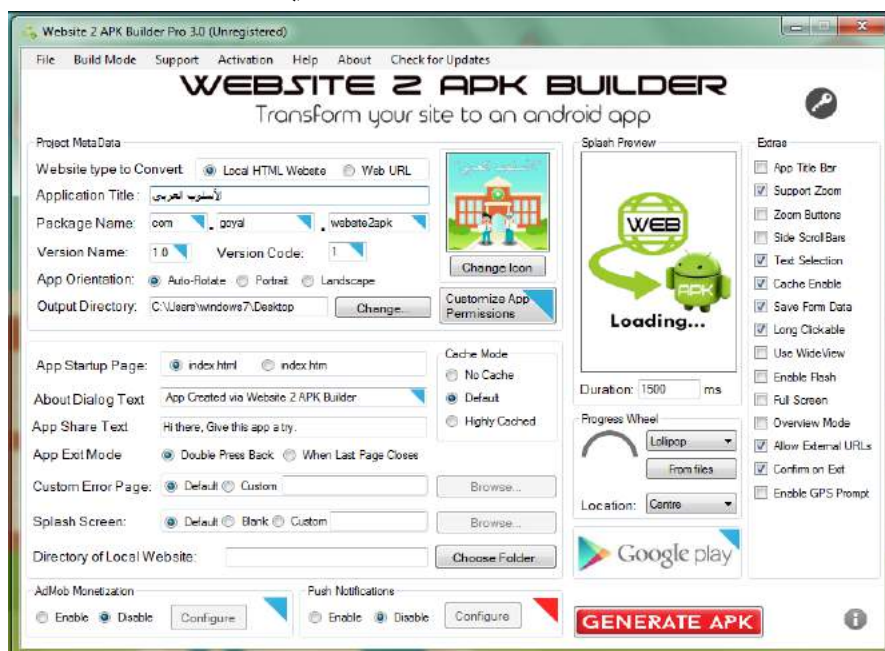 Website 2 APK Builder Pro 3.0 (Unregistered)
File Build Mode Support Activation Help About Check for Updates
WEBSITE 2 APK BUILDER
Transform your site to an android app
Project MetaData
Website type to Convert Local HTML Website Web URL
Application Title: الأسلوب العربي
Package Name: com . goyal . website2apk
Version Name: 1.0 Version Code: 1
App Orientation: Auto-Rotate Portrait Landscape
Output Directory: C:\Users\windows7\Desktop Change...
Change Icon
Customize App
Permissions
App Startup Page: index.html index.htm
About Dialog Text App Created via Website 2 APK Builder
App Share Text Hi there, Give this app a try.
App Exit Mode Double Press Back When Last Page Closes
Custom Error Page: Default Custom Browse...
Splash Screen: Default Blank Custom Browse...
Directory of Local Website: Choose Folder
Cache Mode
No Cache
Default
Highly Cached
AdMob Monetization
Enable Disable Configure
Push Notifications
Enable Disable Configure
Splash Preview
WEB
APK
Loading...
Duration: 1500 ms
Progress Wheel
Lollipop
From files
Location: Centre
Google play
GENERATE APK
Extras
App Title Bar
Support Zoom
Zoom Buttons
Side ScrollBars
Text Selection
Cache Enable
Save Form Data
Long Clickable
Use WideView
Enable Flash
Full Screen
Overview Mode
Allow External URLs
Confirm on Exit
Enable GPS Prompt